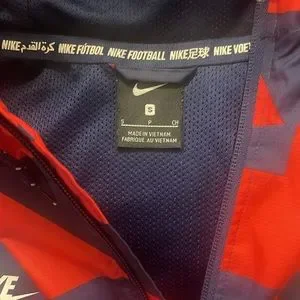 NIKE كرة القدم NIKE FÚTBOL NIKE FOOTBALL NIKE足球 NIKE VOE
S
S P CH
MADE IN VIETNAM
FABRIQUÉ AU VIETNAM
KE